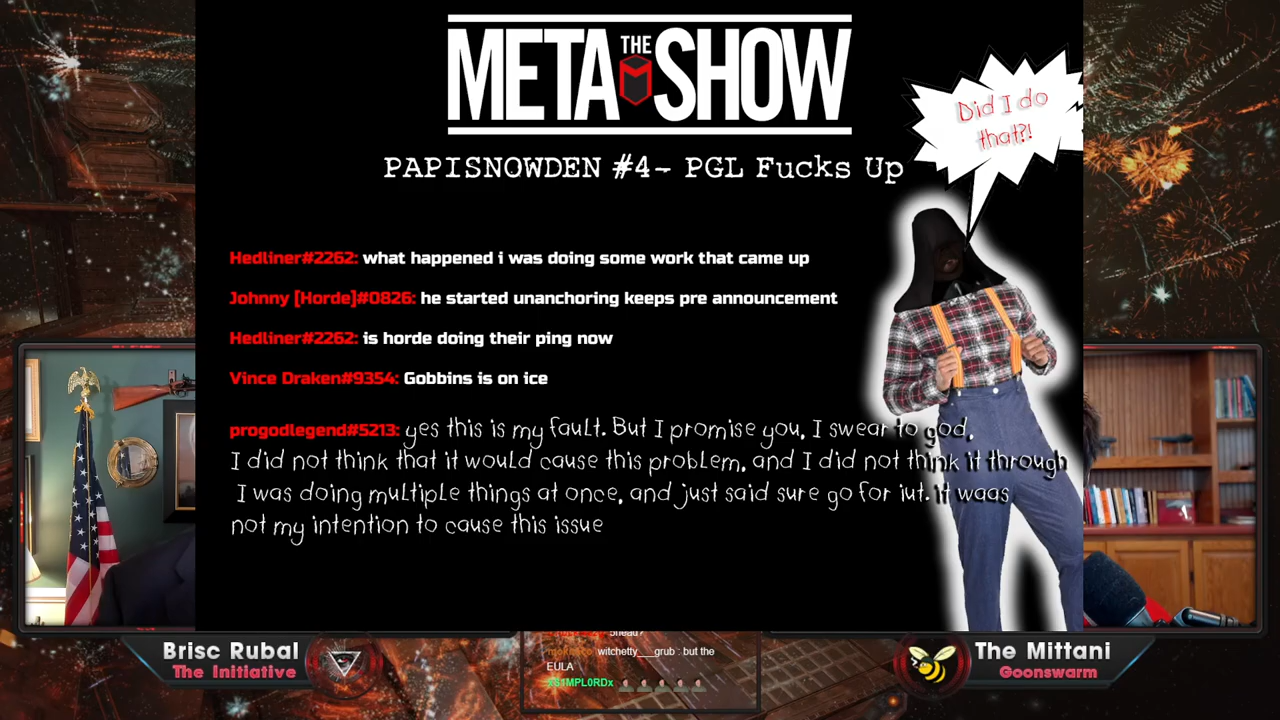 META THE SHOW
Did I do
that?!
PAPISNOWDEN #4- PGL Fucks Up
Hedliner#2262: what happened i was doing some work that came up
Johnny [Horde]#0826: he started unanchoring keeps pre announcement
Hedliner#2262: is horde doing their ping now
Vince Draken#9354: Gobbins is on ice
progodlegend#5213: yes this is my fault. But I promise you, I swear to god,
I did not think that it would cause this problem, and I did not think it through
I was doing multiple things at once, and just said sure go for iut. it waas
not my intention to cause this issue
Brisc Rubal
The Initiative
witchetty___grub : but the
EULA
The Mittani
Goonswarm